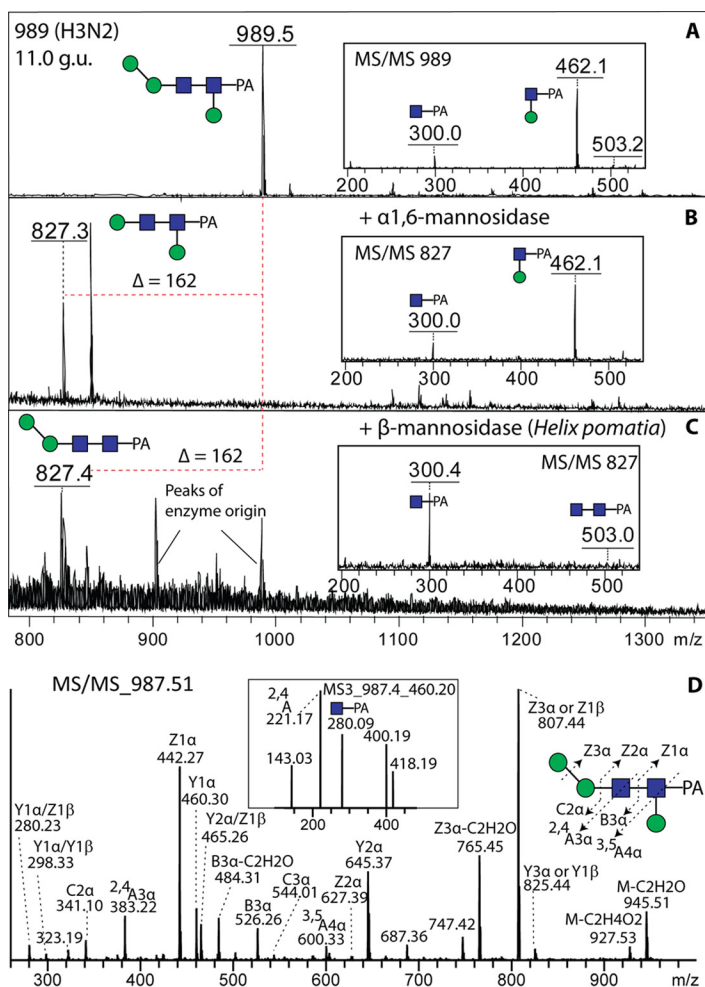 989 (H3N2)
11.0 g.u.
989.5
A
PA
MS/MS 989
PA
300.0
PA
462.1
503.2
200 300 400 500
B
+ α1,6-mannosidase
827.3
PA
Δ = 162
MS/MS 827
PA
300.0
PA
462.1
200 300 400 500
C
+ β-mannosidase (Helix pomatia)
PA
Δ = 162
827.4
Peaks of
enzyme origin
300.4
MS/MS 827
PA
PA
503.0
200 300 400 500
800 900 1000 1100 1200 1300 m/z
MS/MS_987.51
D
MS3_987.4_460.20
2,4
A
221.17
PA
280.09
400.19
418.19
143.03
200 400
Z3α or Z1β
807.44
Z1α
442.27
Y1α
460.30
Y1α/Z1β
280.23
Y1α/Y1β
298.33
Y2α/Z1β
465.26
C2α
341.10
2,4
A3α
383.22
323.19
B3α-C2H2O
484.31
B3α
526.26
C3α
544.01
3,5
A4α
600.33
Z2α
627.39
Y2α
645.37
687.36
747.42
Z3α-C2H2O
765.45
Y3α or Y1β
825.44
M-C2H4O2
927.53
M-C2H2O
945.51
Z3α Z2α Z1α
PA
C2α
B3α
2,4
A3α
3,5
A4α
300 400 500 600 700 800 900 m/z